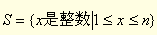 S = {x是整数|1 ≤ x ≤ n}